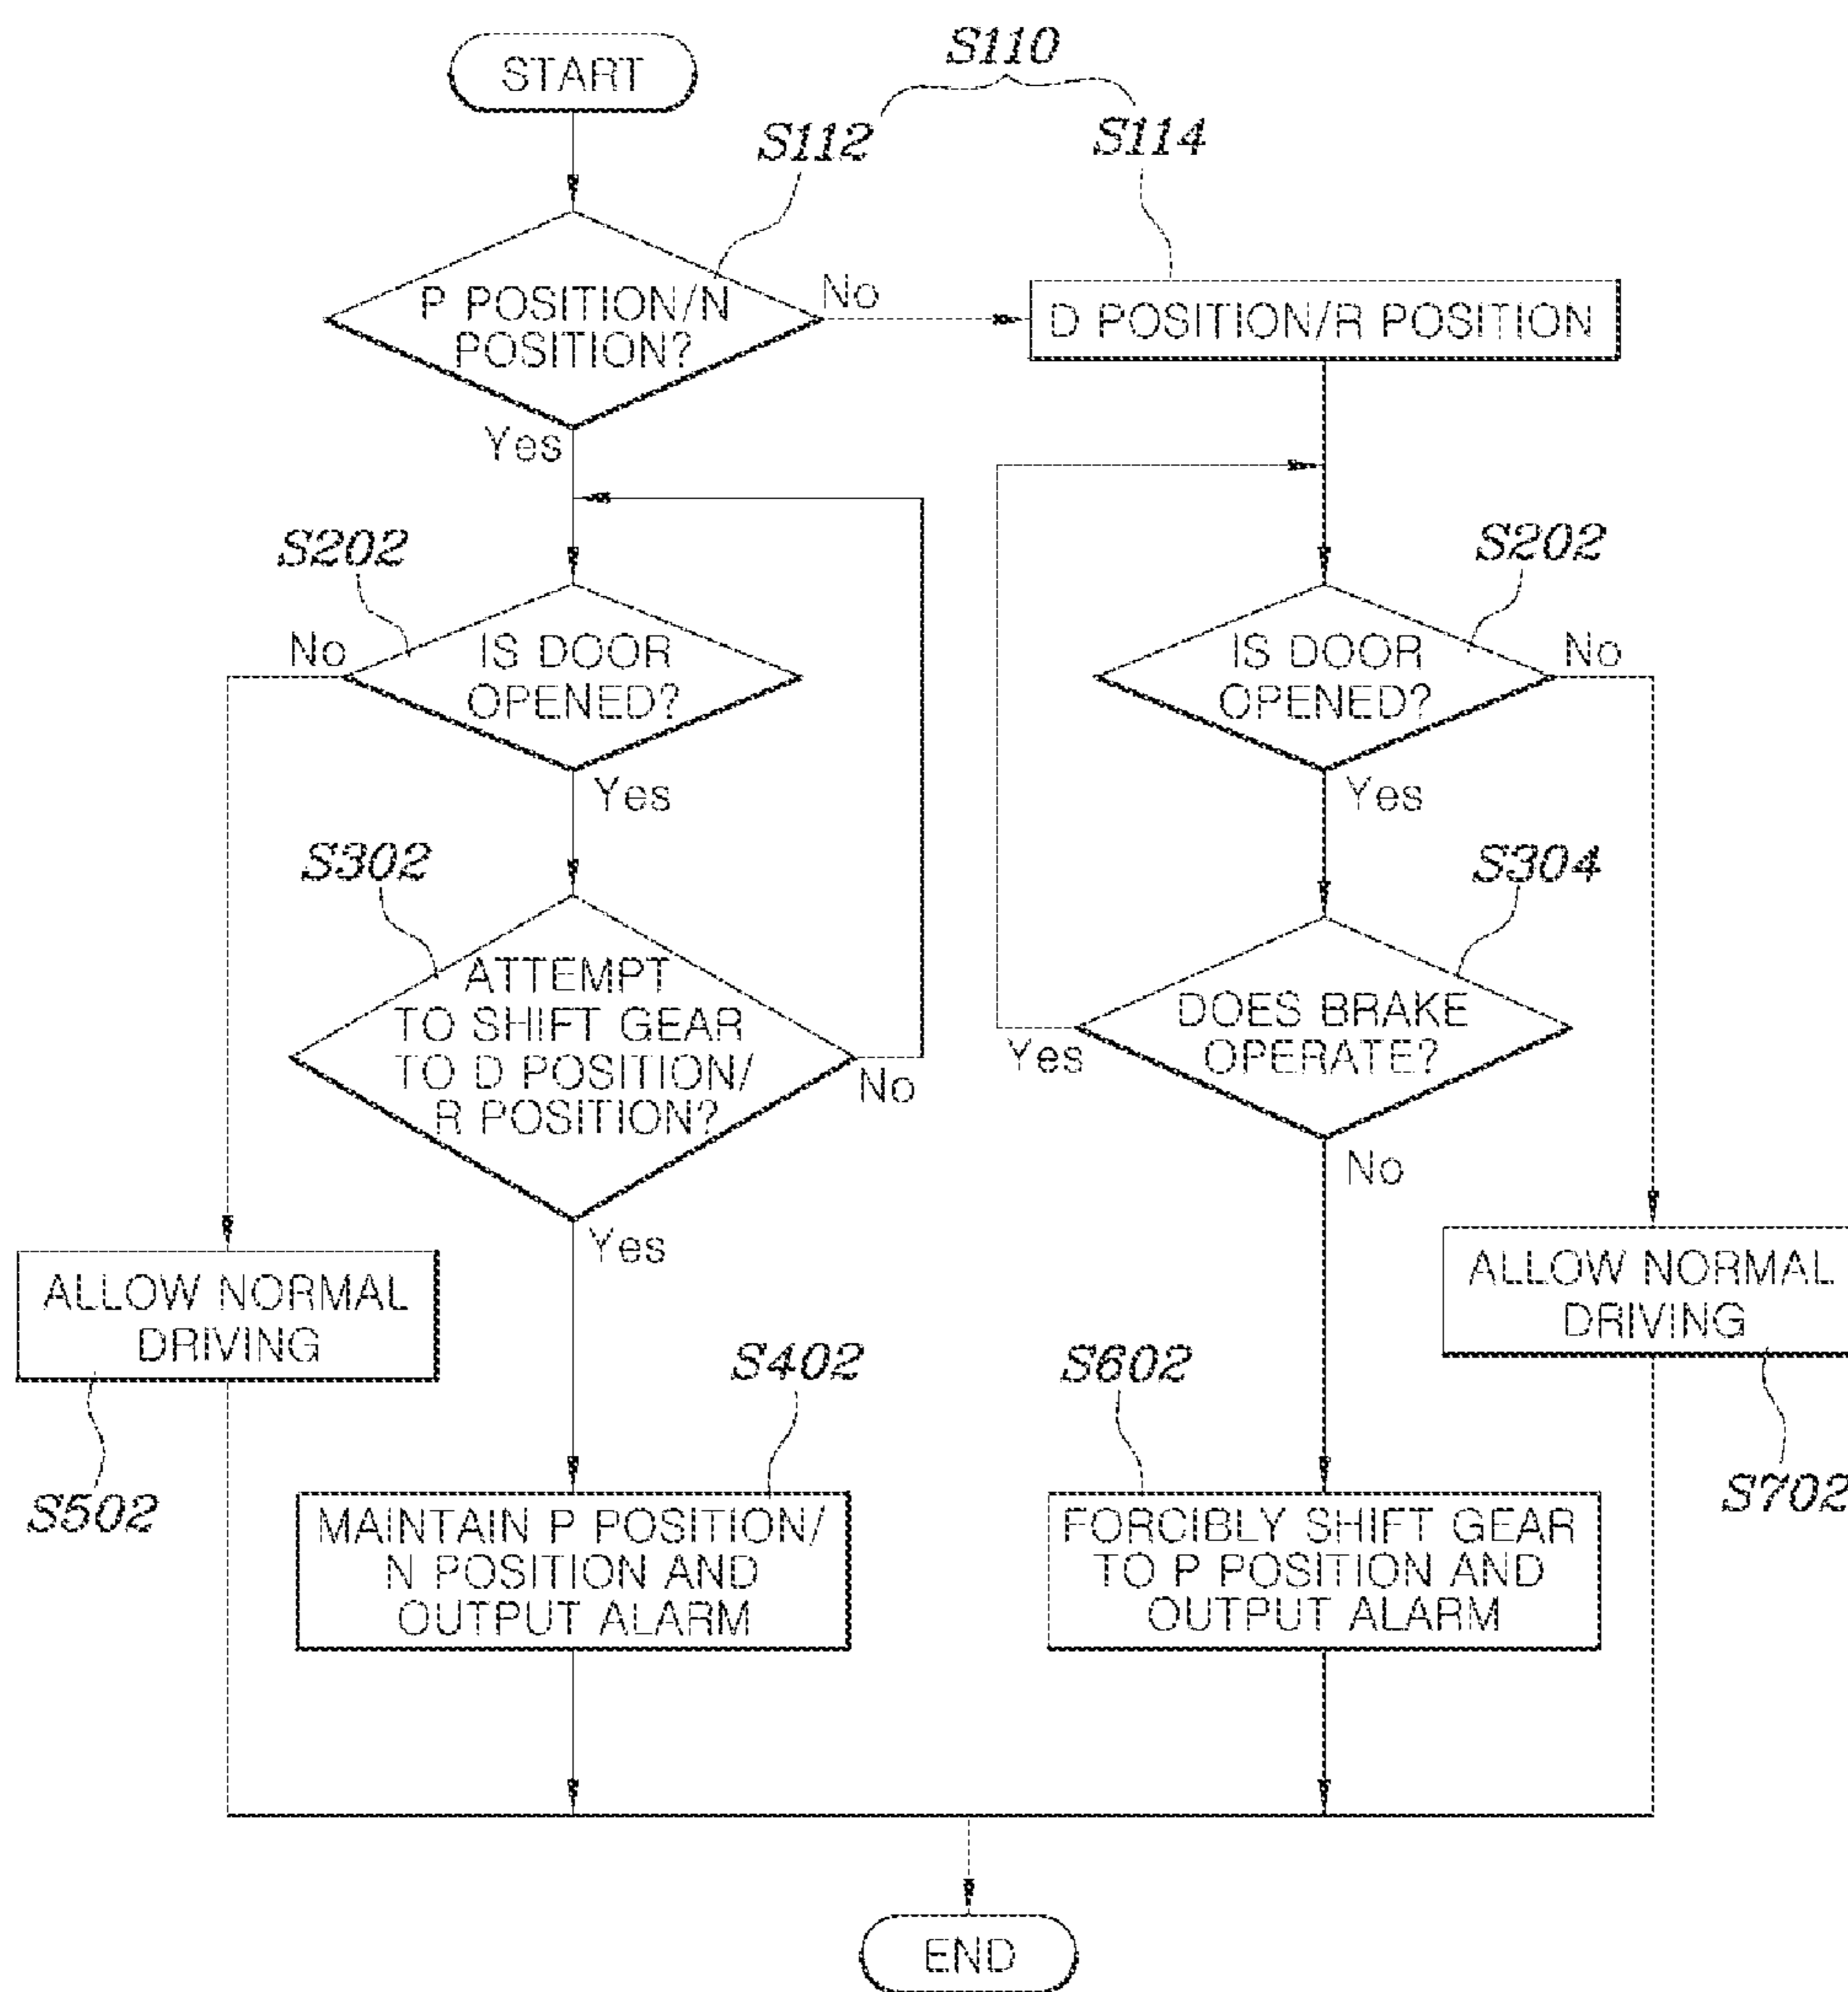 START
S110
S112
S114
P POSITION/N
POSITION?
No
D POSITION/R POSITION
Yes
S202
S202
No
IS DOOR
OPENED?
Yes
IS DOOR
OPENED?
No
Yes
S302
S304
ATTEMPT
TO SHIFT GEAR
TO D POSITION/
R POSITION?
No
Yes
DOES BRAKE
OPERATE?
Yes
No
ALLOW NORMAL
DRIVING
S502
ALLOW NORMAL
DRIVING
S702
S402
MAINTAIN P POSITION/
N POSITION AND
OUTPUT ALARM
S602
FORCIBLY SHIFT GEAR
TO P POSITION AND
OUTPUT ALARM
END